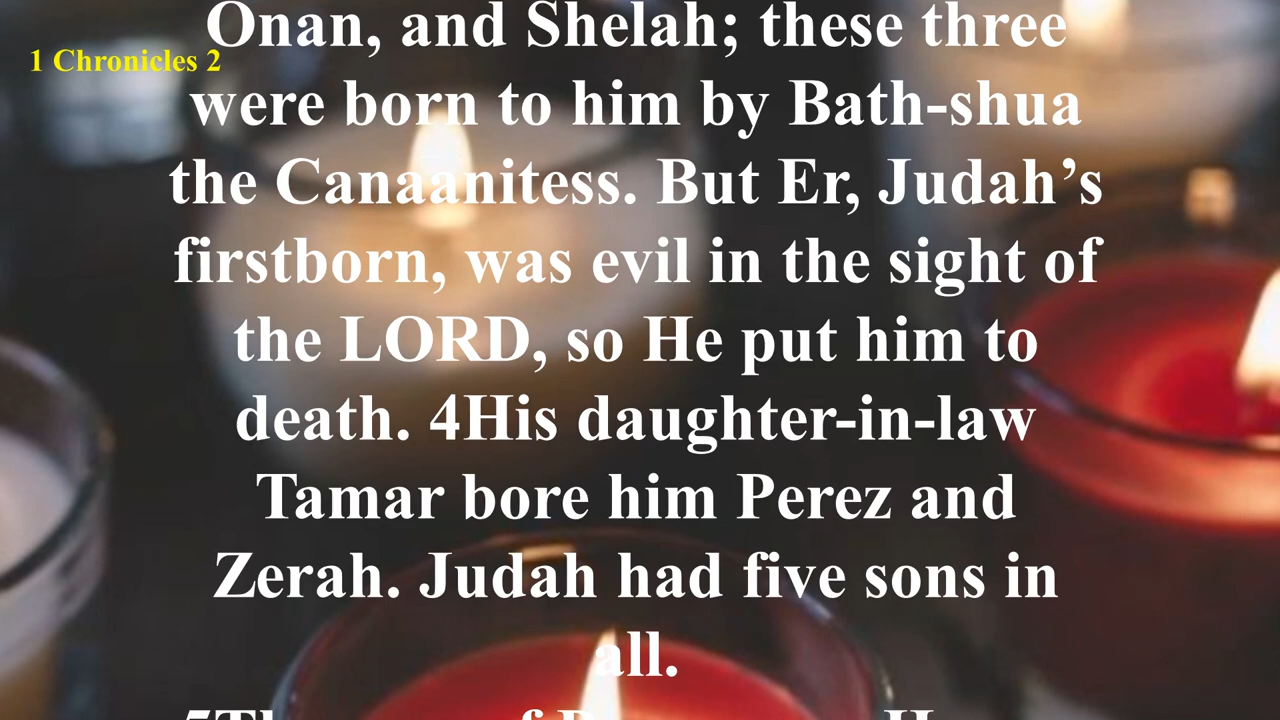 Onan, and Shelah; these three
1 Chronicles 2
were born to him by Bath-shua
the Canaanitess. But Er, Judah’s
firstborn, was evil in the sight of
the LORD, so He put him to
death. 4His daughter-in-law
Tamar bore him Perez and
Zerah. Judah had five sons in
all.